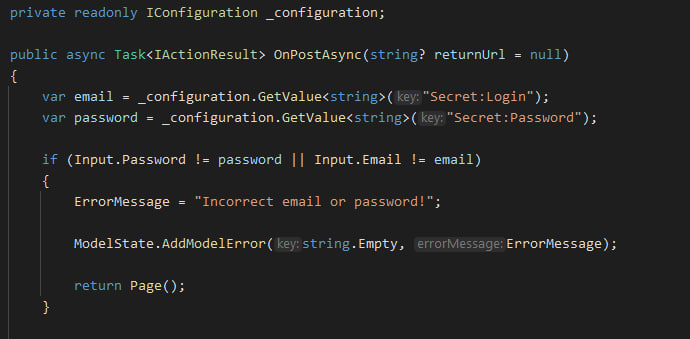 private readonly IConfiguration _configuration;
public async Task<IActionResult> OnPostAsync(string? returnUrl = null)
{
var email = _configuration.GetValue<string>(key:"Secret:Login");
var password = _configuration.GetValue<string>(key:"Secret:Password");
if (Input.Password != password || Input.Email != email)
{
ErrorMessage = "Incorrect email or password!";
ModelState.AddModelError(key:string.Empty, errorMessage:ErrorMessage);
return Page();
}